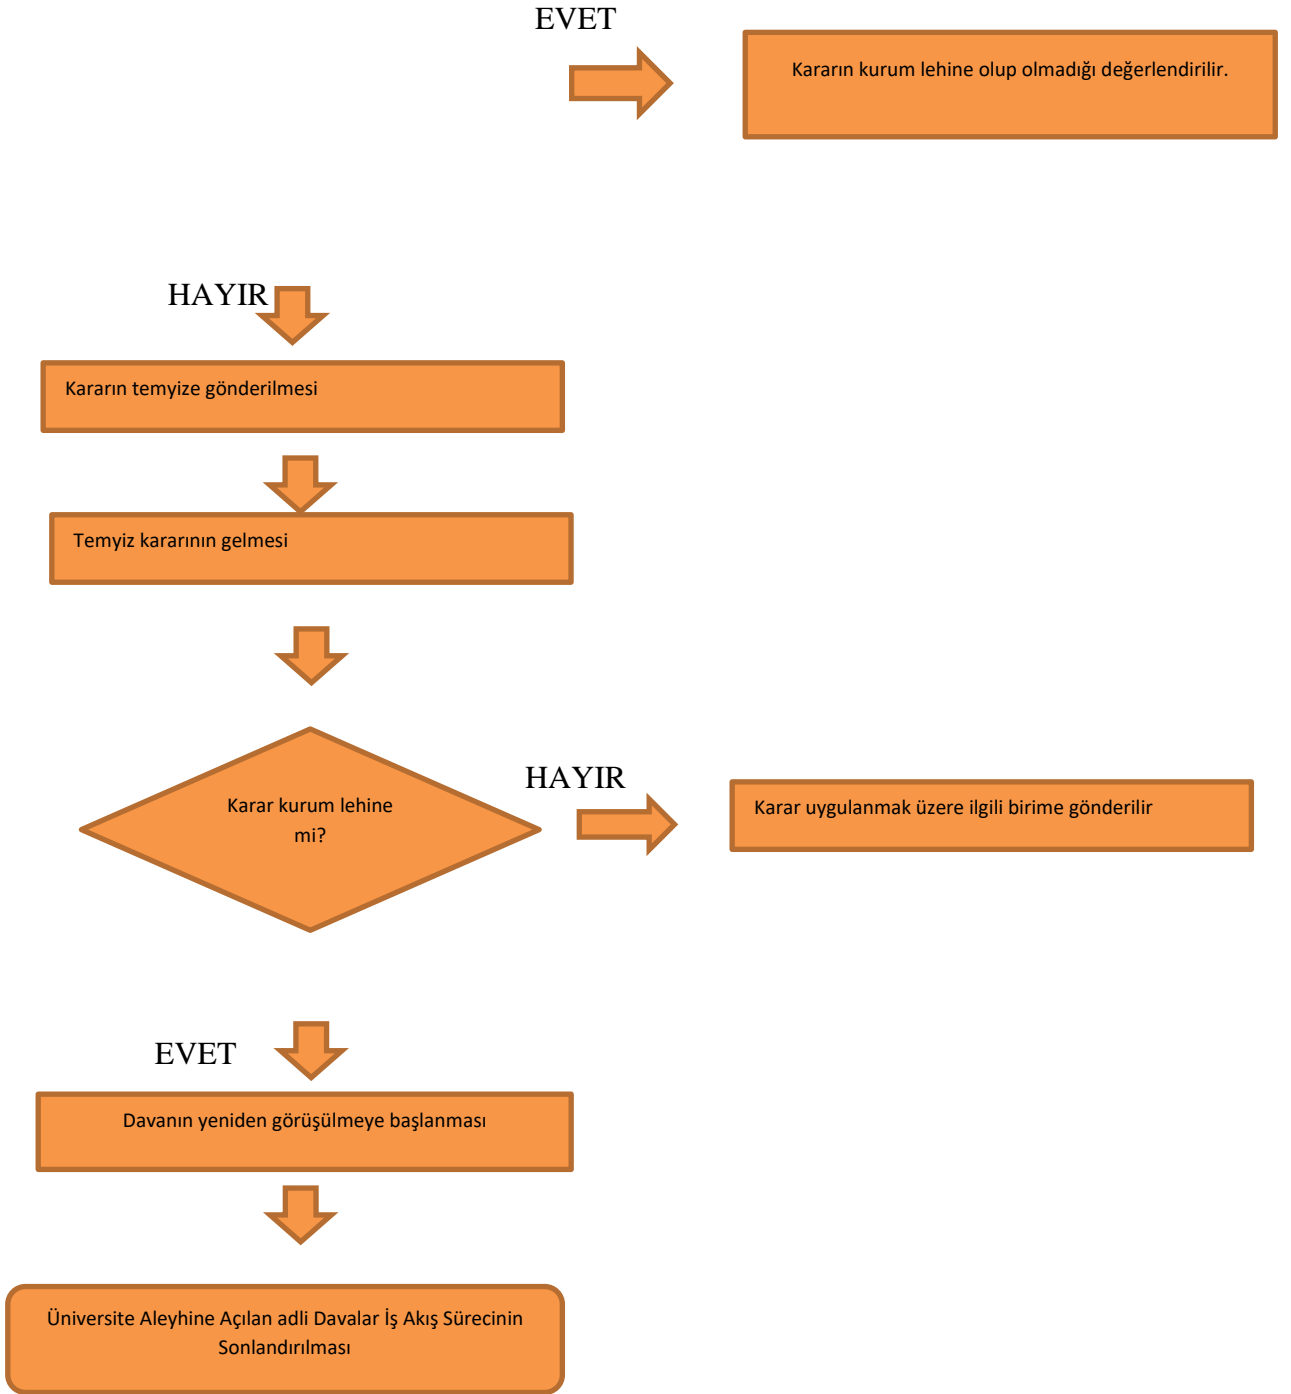 EVET
Kararın kurum lehine olup olmadığı değerlendirilir.
HAYIR
Kararın temyize gönderilmesi
Temyiz kararının gelmesi
Karar kurum lehine
mi?
HAYIR
Karar uygulanmak üzere ilgili birime gönderilir
EVET
Davanın yeniden görüşülmeye başlanması
Üniversite Aleyhine Açılan adli Davalar İş Akış Sürecinin
Sonlandırılması